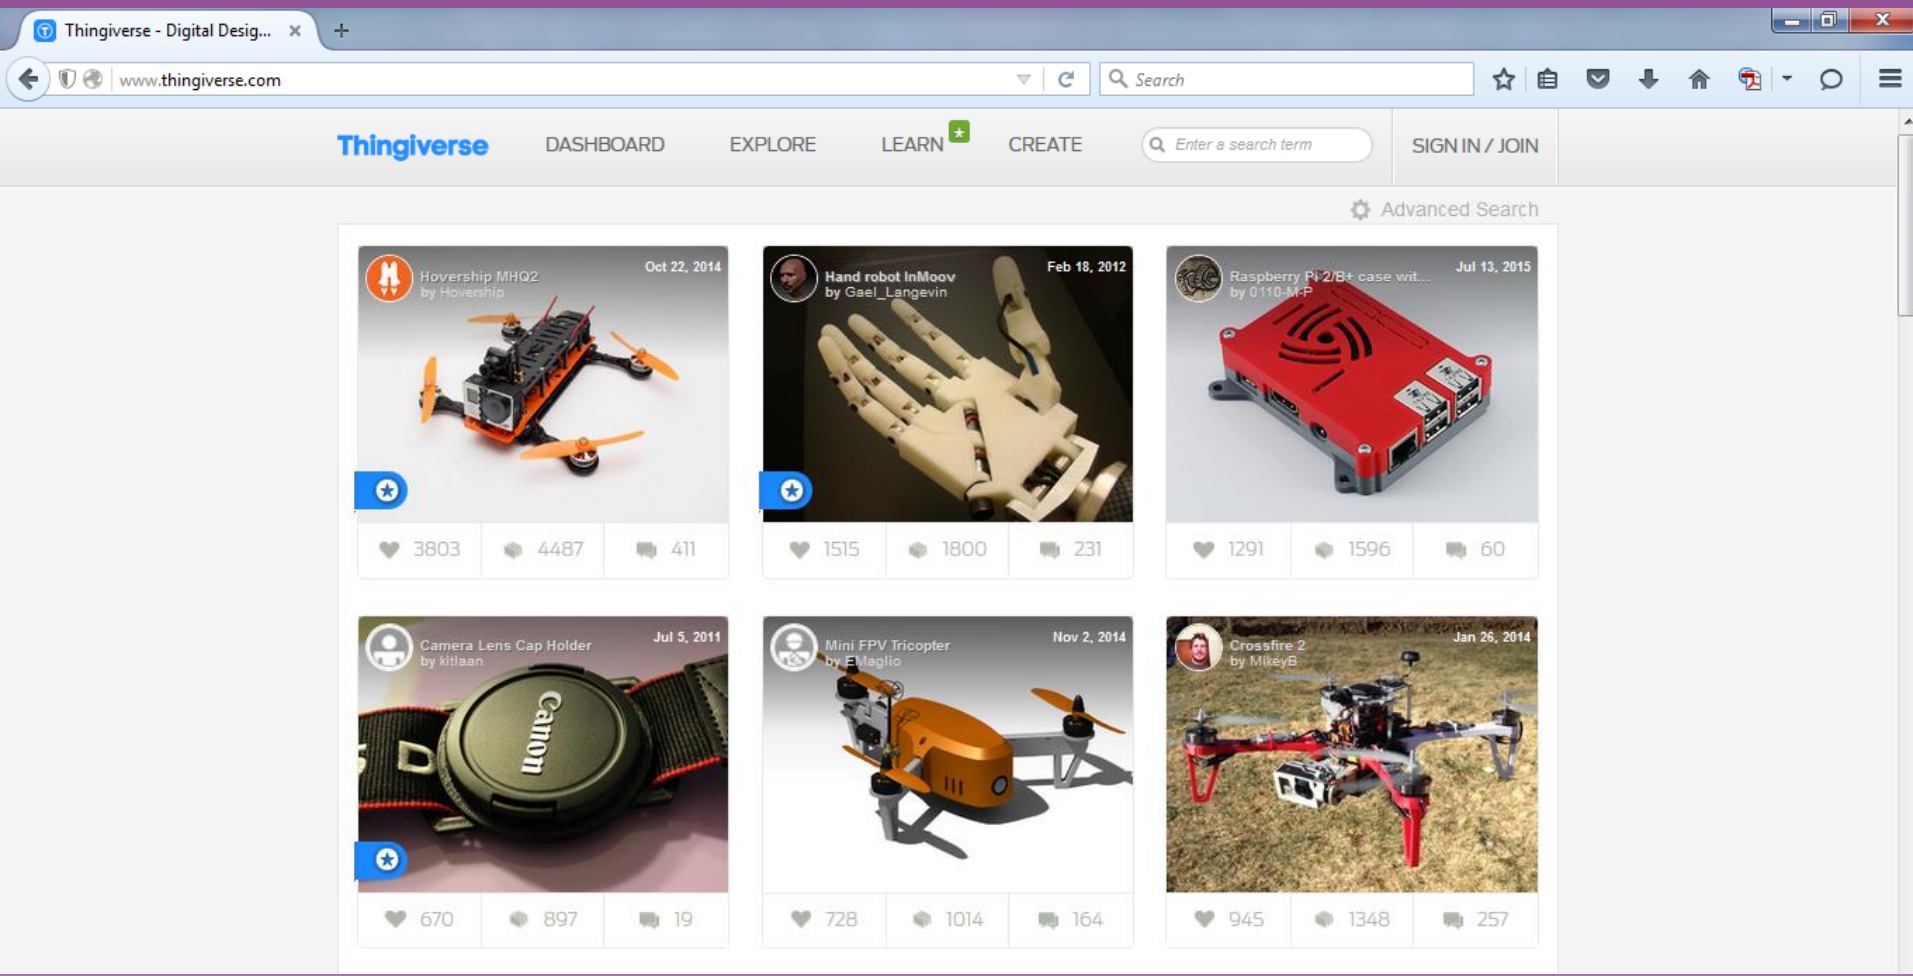 Thingiverse - Digital Desig...
www.thingiverse.com
Search
Thingiverse
DASHBOARD
EXPLORE
LEARN
CREATE
Enter a search term
SIGN IN / JOIN
Advanced Search
Hovership MHQ2
by Hovership
Oct 22, 2014
3803
4487
411
Hand robot InMoov
by Gael_Langevin
Feb 18, 2012
1515
1800
231
Raspberry Pi 2/B+ case wit...
by 0110-M-P
Jul 13, 2015
1291
1596
60
Camera Lens Cap Holder
by kitlaan
Jul 5, 2011
Canon
D
670
897
19
Mini FPV Tricopter
by EMaglio
Nov 2, 2014
728
1014
164
Crossfire 2
by MikeyB
Jan 26, 2014
945
1348
257